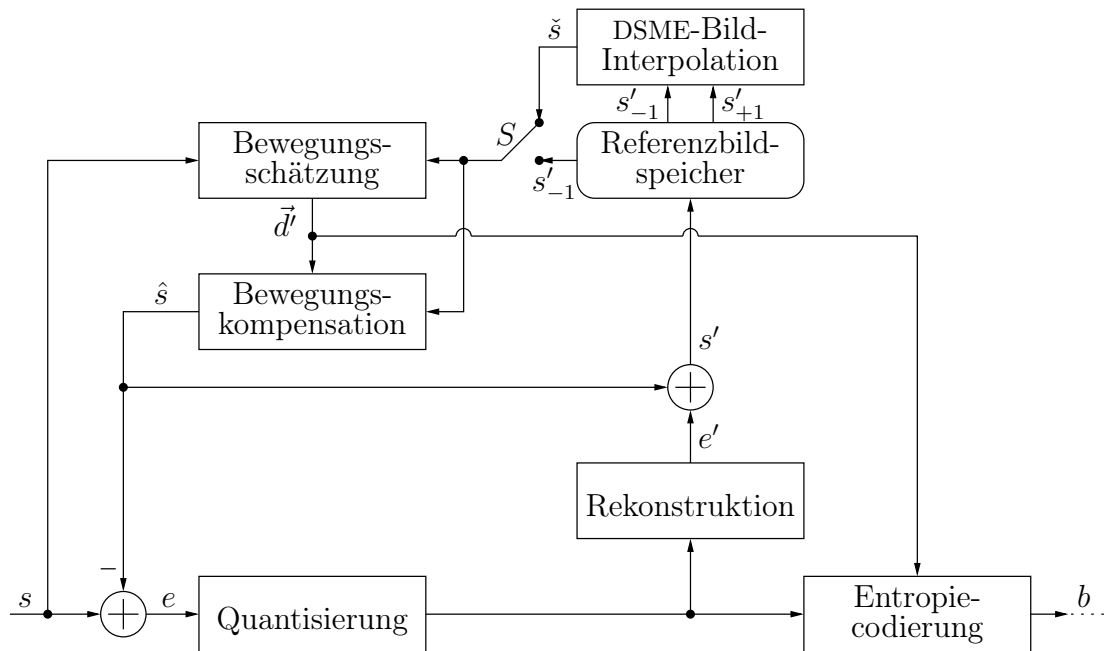 š
DSME-Bild-
Interpolation
s′₋₁
s′₊₁
S
Bewegungs-
schätzung
Referenzbild-
speicher
s′₋₁
d⃗′
ŝ
Bewegungs-
kompensation
s′
e′
Rekonstruktion
−
s
e
Quantisierung
Entropie-
codierung
b